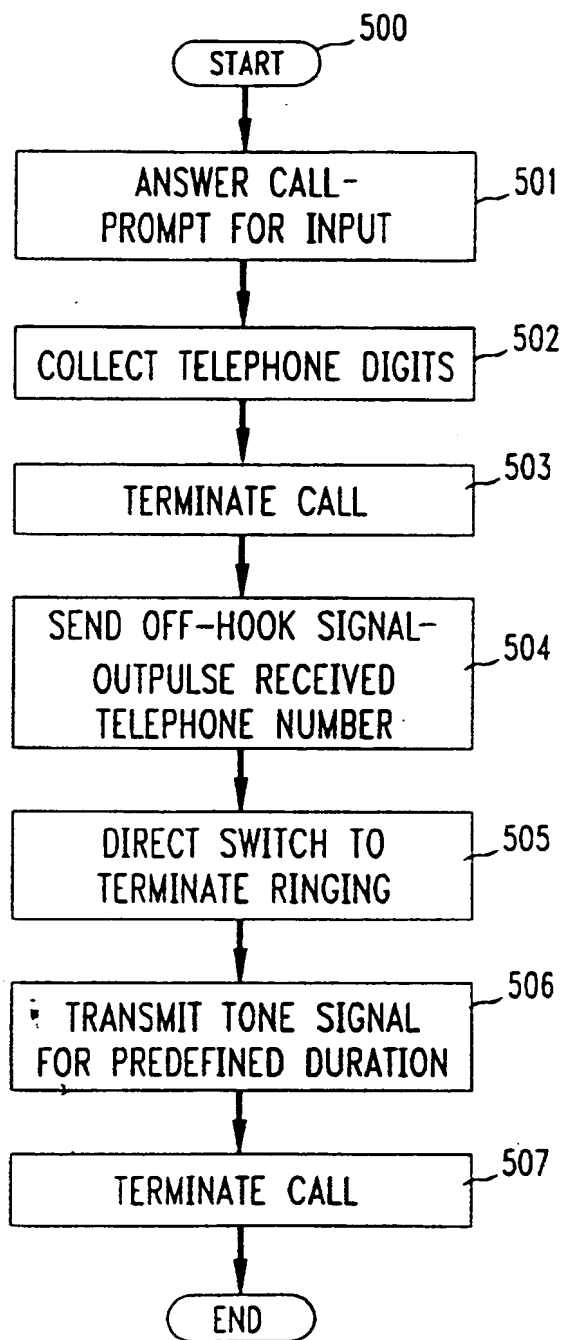 500
START
501
ANSWER CALL-
PROMPT FOR INPUT
502
COLLECT TELEPHONE DIGITS
503
TERMINATE CALL
504
SEND OFF-HOOK SIGNAL-
OUTPULSE RECEIVED
TELEPHONE NUMBER
505
DIRECT SWITCH TO
TERMINATE RINGING
506
TRANSMIT TONE SIGNAL
FOR PREDEFINED DURATION
507
TERMINATE CALL
END